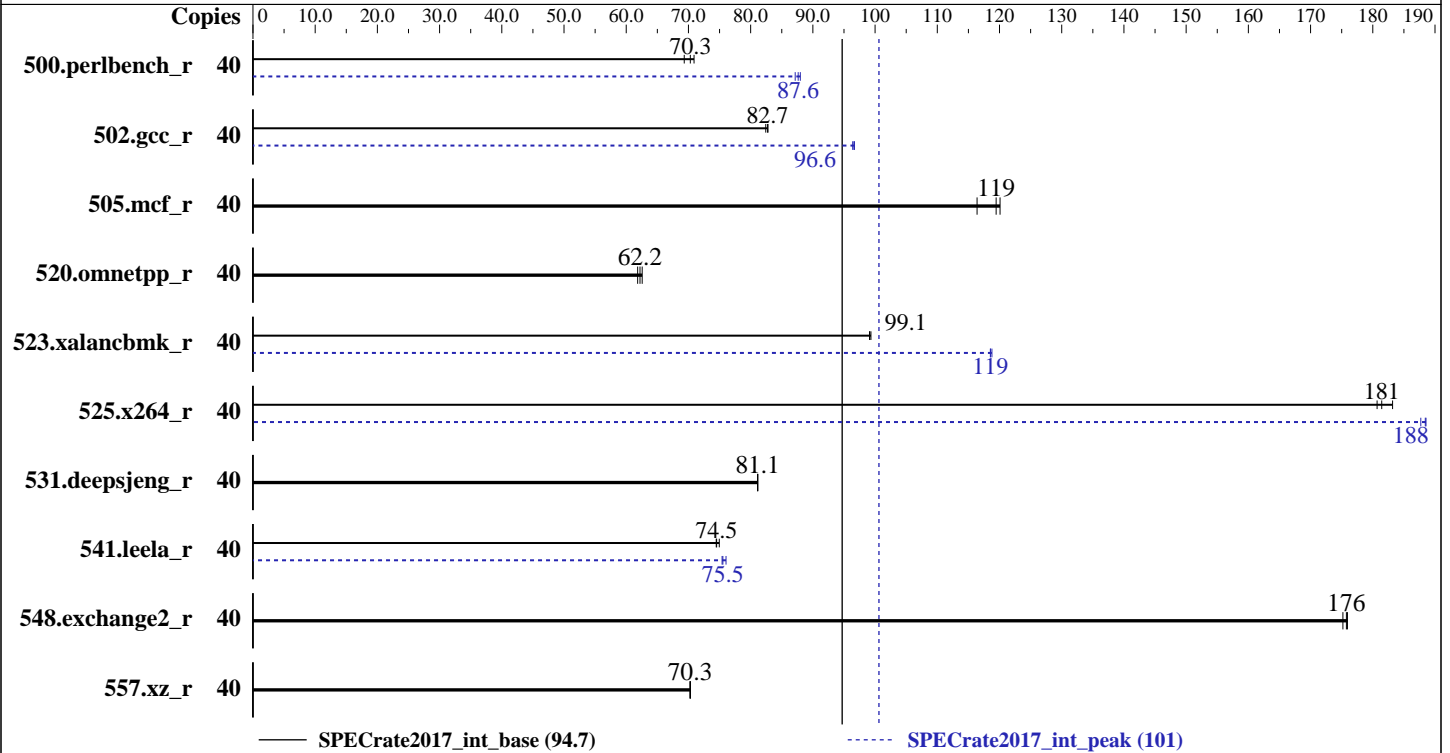 Copies 0 10.0 20.0 30.0 40.0 50.0 60.0 70.0 80.0 90.0 100 110 120 130 140 150 160 170 190
70.3
500.perlbench_r 40
87.6
82.7
502.gcc_r 40
96.6
119
505.mcf_r 40
62.2
520.omnetpp_r 40
99.1
523.xalancbmk_r 40
119
181
525.x264_r 40
188
81.1
531.deepsjeng_r 40
74.5
541.leela_r 40
75.5
176
548.exchange2_r 40
70.3
557.xz_r 40
SPECrate2017_int_base (94.7) SPECrate2017_int_peak (101)